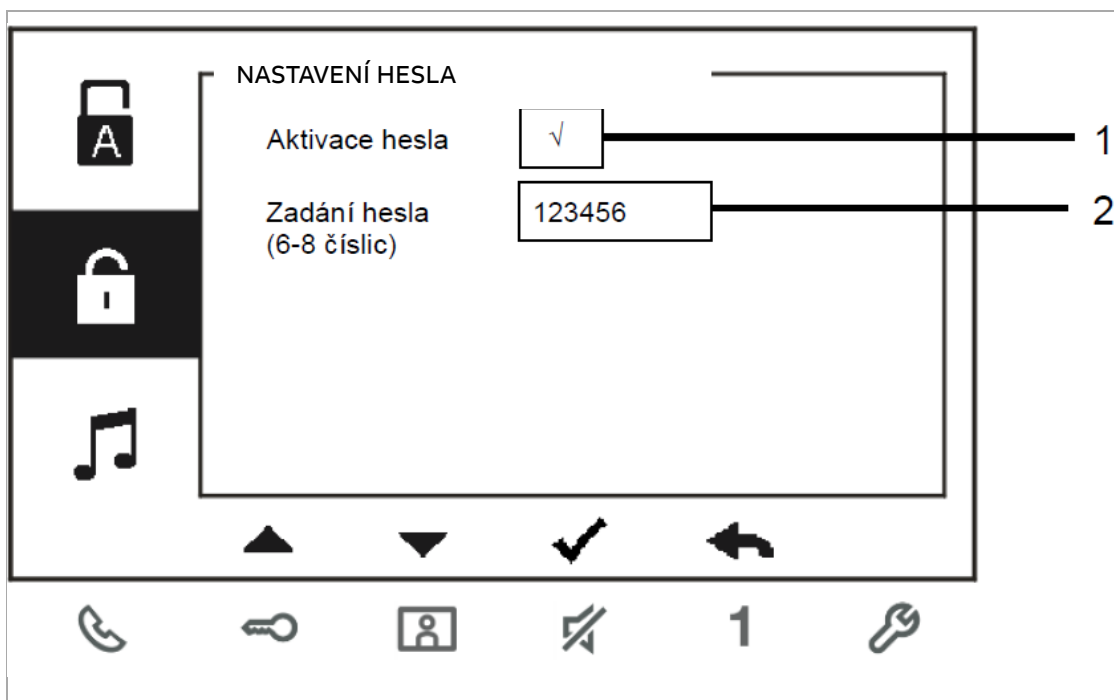 NASTAVENÍ HESLA
A
Aktivace hesla √ 1
Zadání hesla 123456 2
(6-8 číslic)
1